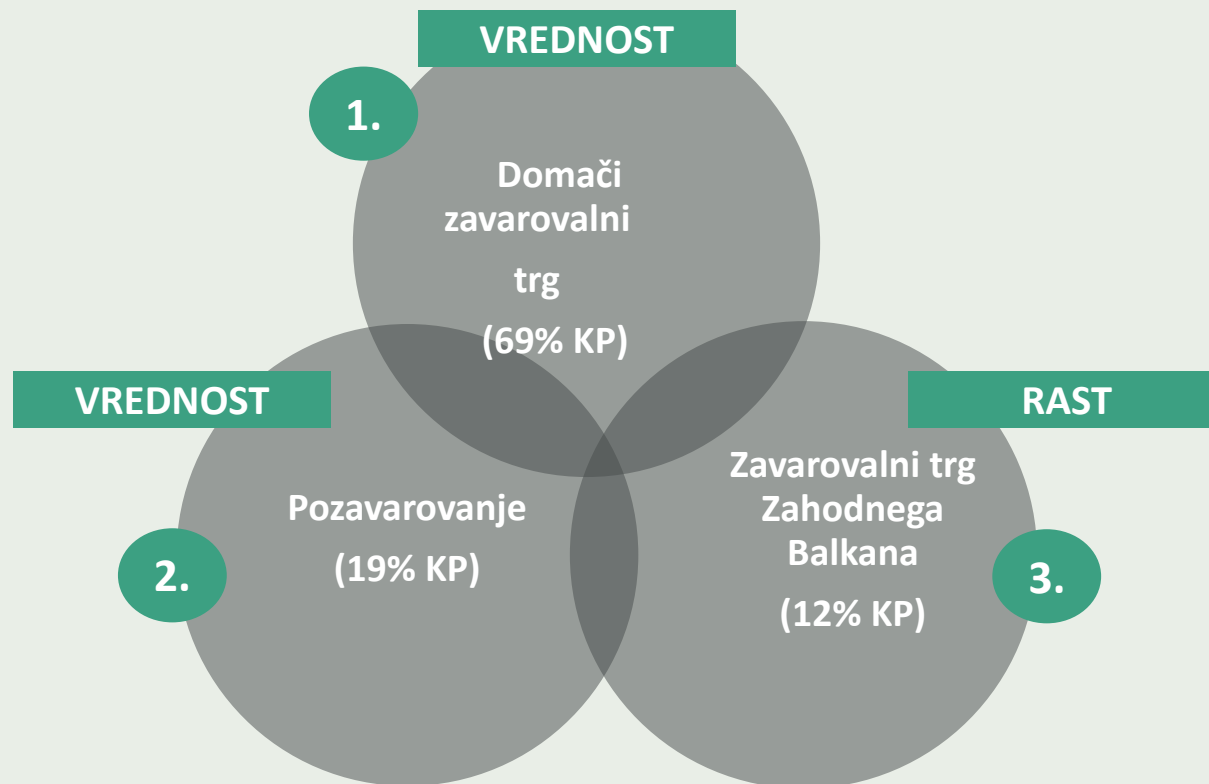 VREDNOST
1.
Domači
zavarovalni
trg
(69% KP)
VREDNOST
Pozavarovanje
(19% KP)
2.
RAST
Zavarovalni trg
Zahodnega
Balkana
(12% KP)
3.